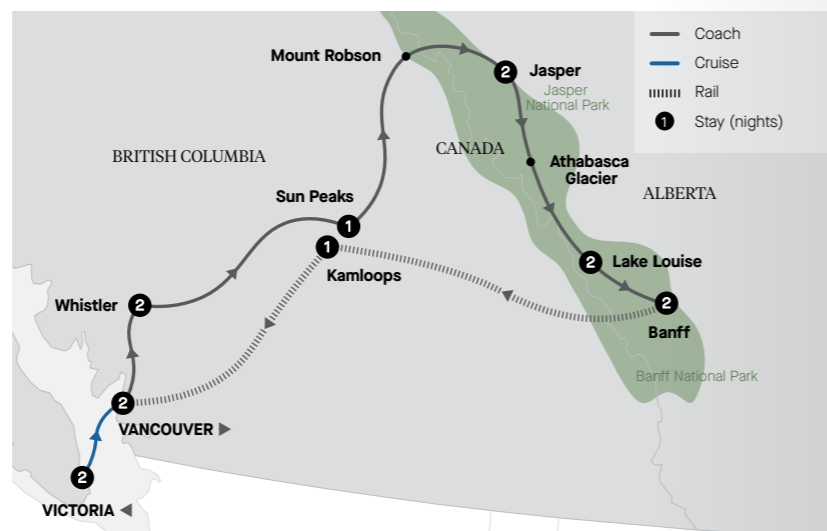 Coach
Cruise
Rail
1 Stay (nights)
Mount Robson
2 Jasper
Jasper
National Park
BRITISH COLUMBIA
CANADA
Athabasca
Glacier
ALBERTA
Sun Peaks
1
1
Kamloops
2 Lake Louise
Whistler 2
2
Banff
Banff National Park
2
VANCOUVER
2
VICTORIA